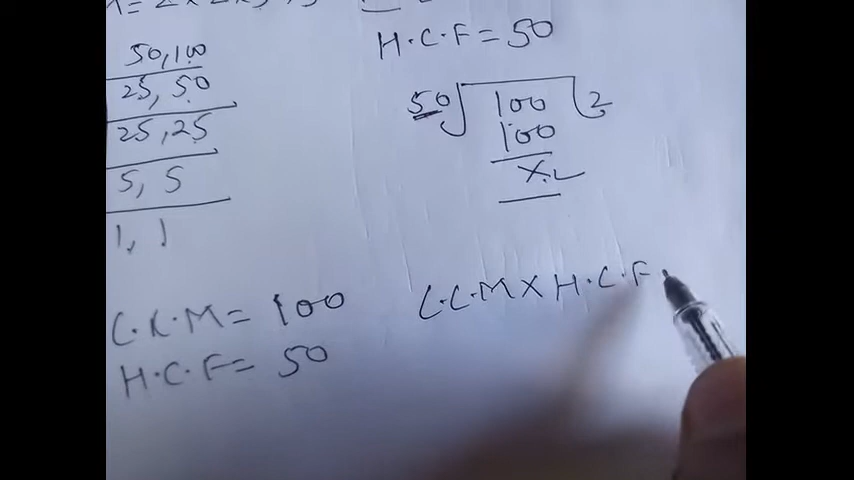 50,100
25, 50
25,25
5, 5
1, 1
H.C.F=50
50 100 2
100
X
L.C.M= 100
H.C.F= 50
L.C.M X H.C.F